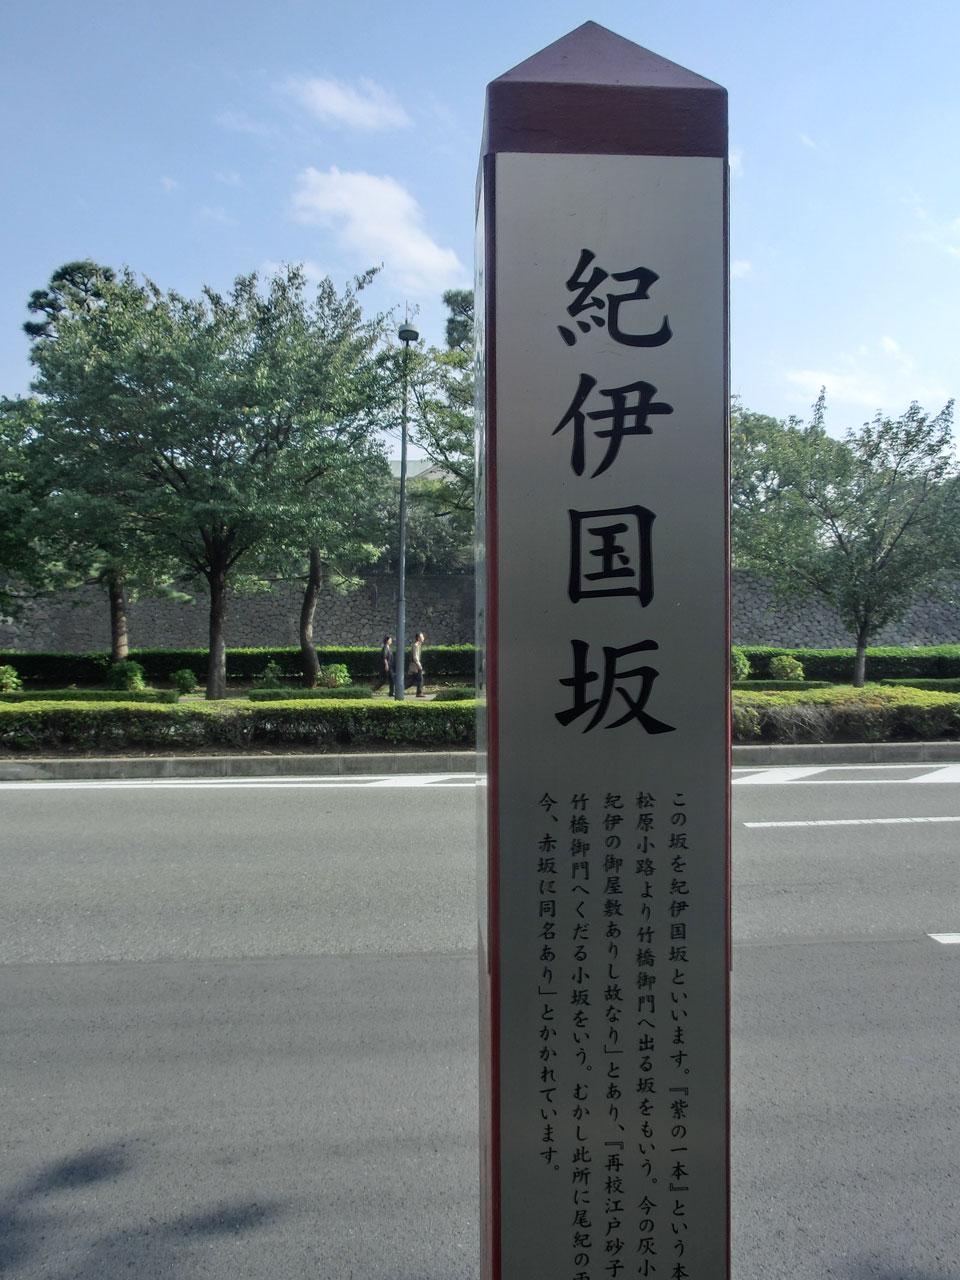 紀伊国坂
この坂を紀伊国坂といいます。『紫の一本』という本
松原小路より竹橋御門へ出る坂をもいう。今の灰小
紀伊の御屋敷ありし故なり」とあり、『再校江戸砂子
竹橋御門へくだる小坂をいう。むかし此所に尾紀の
今、赤坂に同名あり」とかかれています。